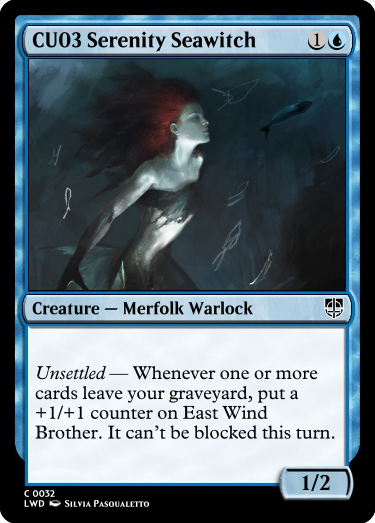 CU03 Serenity Seawitch 1
Creature — Merfolk Warlock
Unsettled — Whenever one or more
cards leave your graveyard, put a
+1/+1 counter on East Wind
Brother. It can't be blocked this turn.
1/2
C 0032
LWD Silvia Pasqualetto